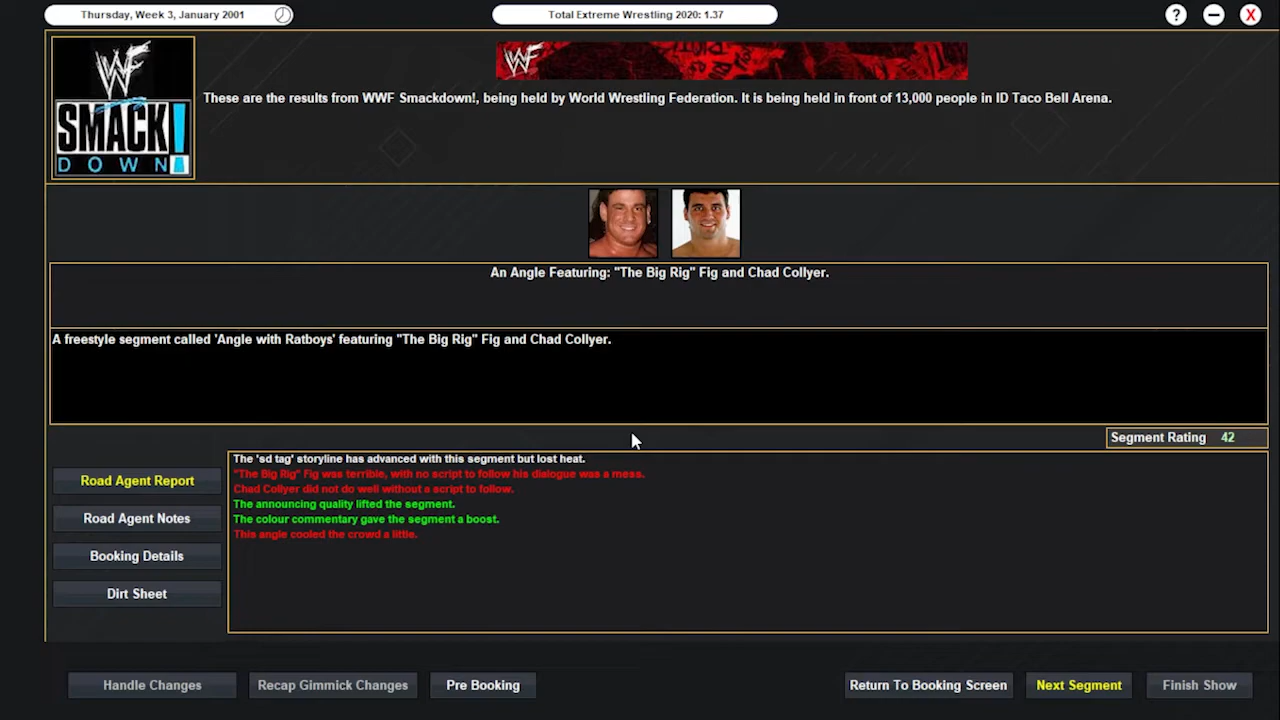 Thursday, Week 3, January 2001
Total Extreme Wrestling 2020: 1.37
?
X
WF
SMACK
DOWN!
WF
These are the results from WWF Smackdown!, being held by World Wrestling Federation. It is being held in front of 13,000 people in ID Taco Bell Arena.
An Angle Featuring: "The Big Rig" Fig and Chad Collyer.
A freestyle segment called 'Angle with Ratboys' featuring "The Big Rig" Fig and Chad Collyer.
Segment Rating 42
Road Agent Report
Road Agent Notes
Booking Details
Dirt Sheet
The 'sd tag' storyline has advanced with this segment but lost heat.
"The Big Rig" Fig was terrible, with no script to follow his dialogue was a mess.
Chad Collyer did not do well without a script to follow.
The announcing quality lifted the segment.
The colour commentary gave the segment a boost.
This angle cooled the crowd a little.
Handle Changes
Recap Gimmick Changes
Pre Booking
Return To Booking Screen
Next Segment
Finish Show